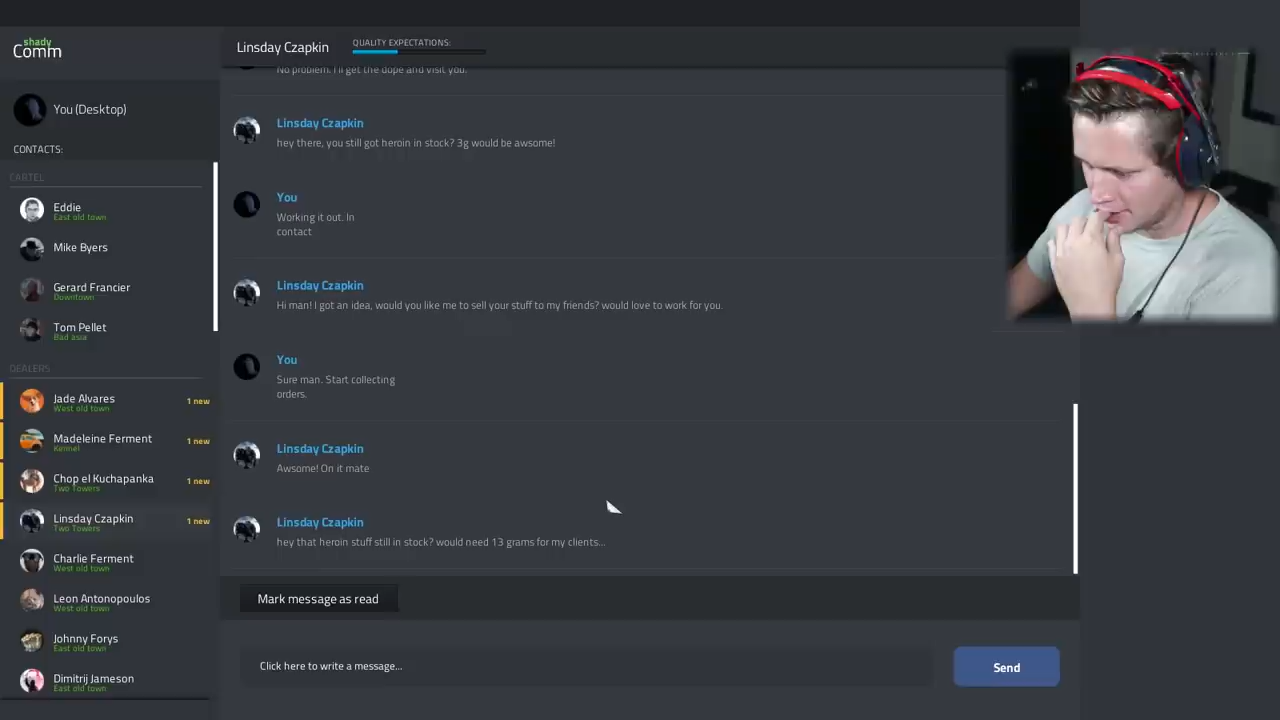 shady
Comm
You (Desktop)
CONTACTS:
CARTEL
Eddie
East old town
Mike Byers
Gerard Francier
Downtown
Tom Pellet
Bad asia
DEALERS
Jade Alvares
West old town
1 new
Madeleine Ferment
Kennel
1 new
Chop el Kuchapanka
Two Towers
1 new
Linsday Czapkin
Two Towers
1 new
Charlie Ferment
West old town
Leon Antonopoulos
West old town
Johnny Forys
East old town
Dimitrij Jameson
East old town
Linsday Czapkin
QUALITY EXPECTATIONS:
No problem. I'll get the dope and visit you.
Linsday Czapkin
hey there, you still got heroin in stock? 3g would be awsome!
You
Working it out. In
contact
Linsday Czapkin
Hi man! I got an idea, would you like me to sell your stuff to my friends? would love to work for you.
You
Sure man. Start collecting
orders.
Linsday Czapkin
Awsome! On it mate
Linsday Czapkin
hey that heroin stuff still in stock? would need 13 grams for my clients...
Mark message as read
Click here to write a message...
Send